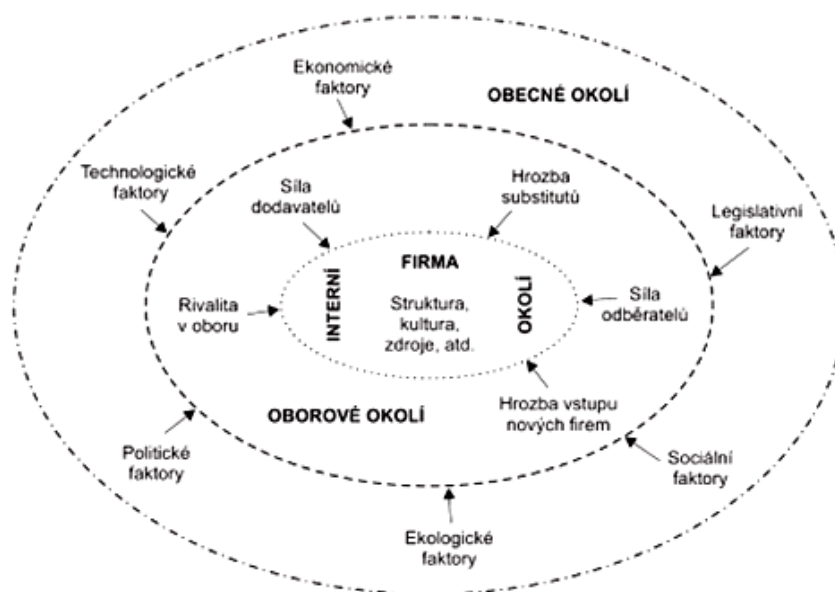 Ekonomické
faktory
OBECNÉ OKOLÍ
Technologické
faktory
Síla
dodavatelů
Hrozba
substitutů
Legislativní
faktory
FIRMA
INTERNÍ
OKOLÍ
Struktura,
kultura,
zdroje, atd.
Rivalita
v oboru
Síla
odběratelů
OBOROVÉ OKOLÍ
Hrozba vstupu
nových firem
Politické
faktory
Sociální
faktory
Ekologické
faktory